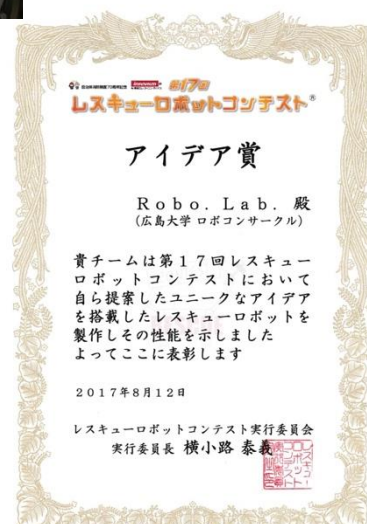 第17回
レスキューロボットコンテスト®
アイデア賞
Robo. Lab. 殿
(広島大学 ロボコンサークル)
貴チームは第17回レスキュー
ロボットコンテストにおいて
自ら提案したユニークなアイデア
を搭載したレスキューロボットを
製作しその性能を示しました
よってここに表彰します
2017年8月12日
レスキューロボットコンテスト実行委員会
実行委員長 横小路 泰義